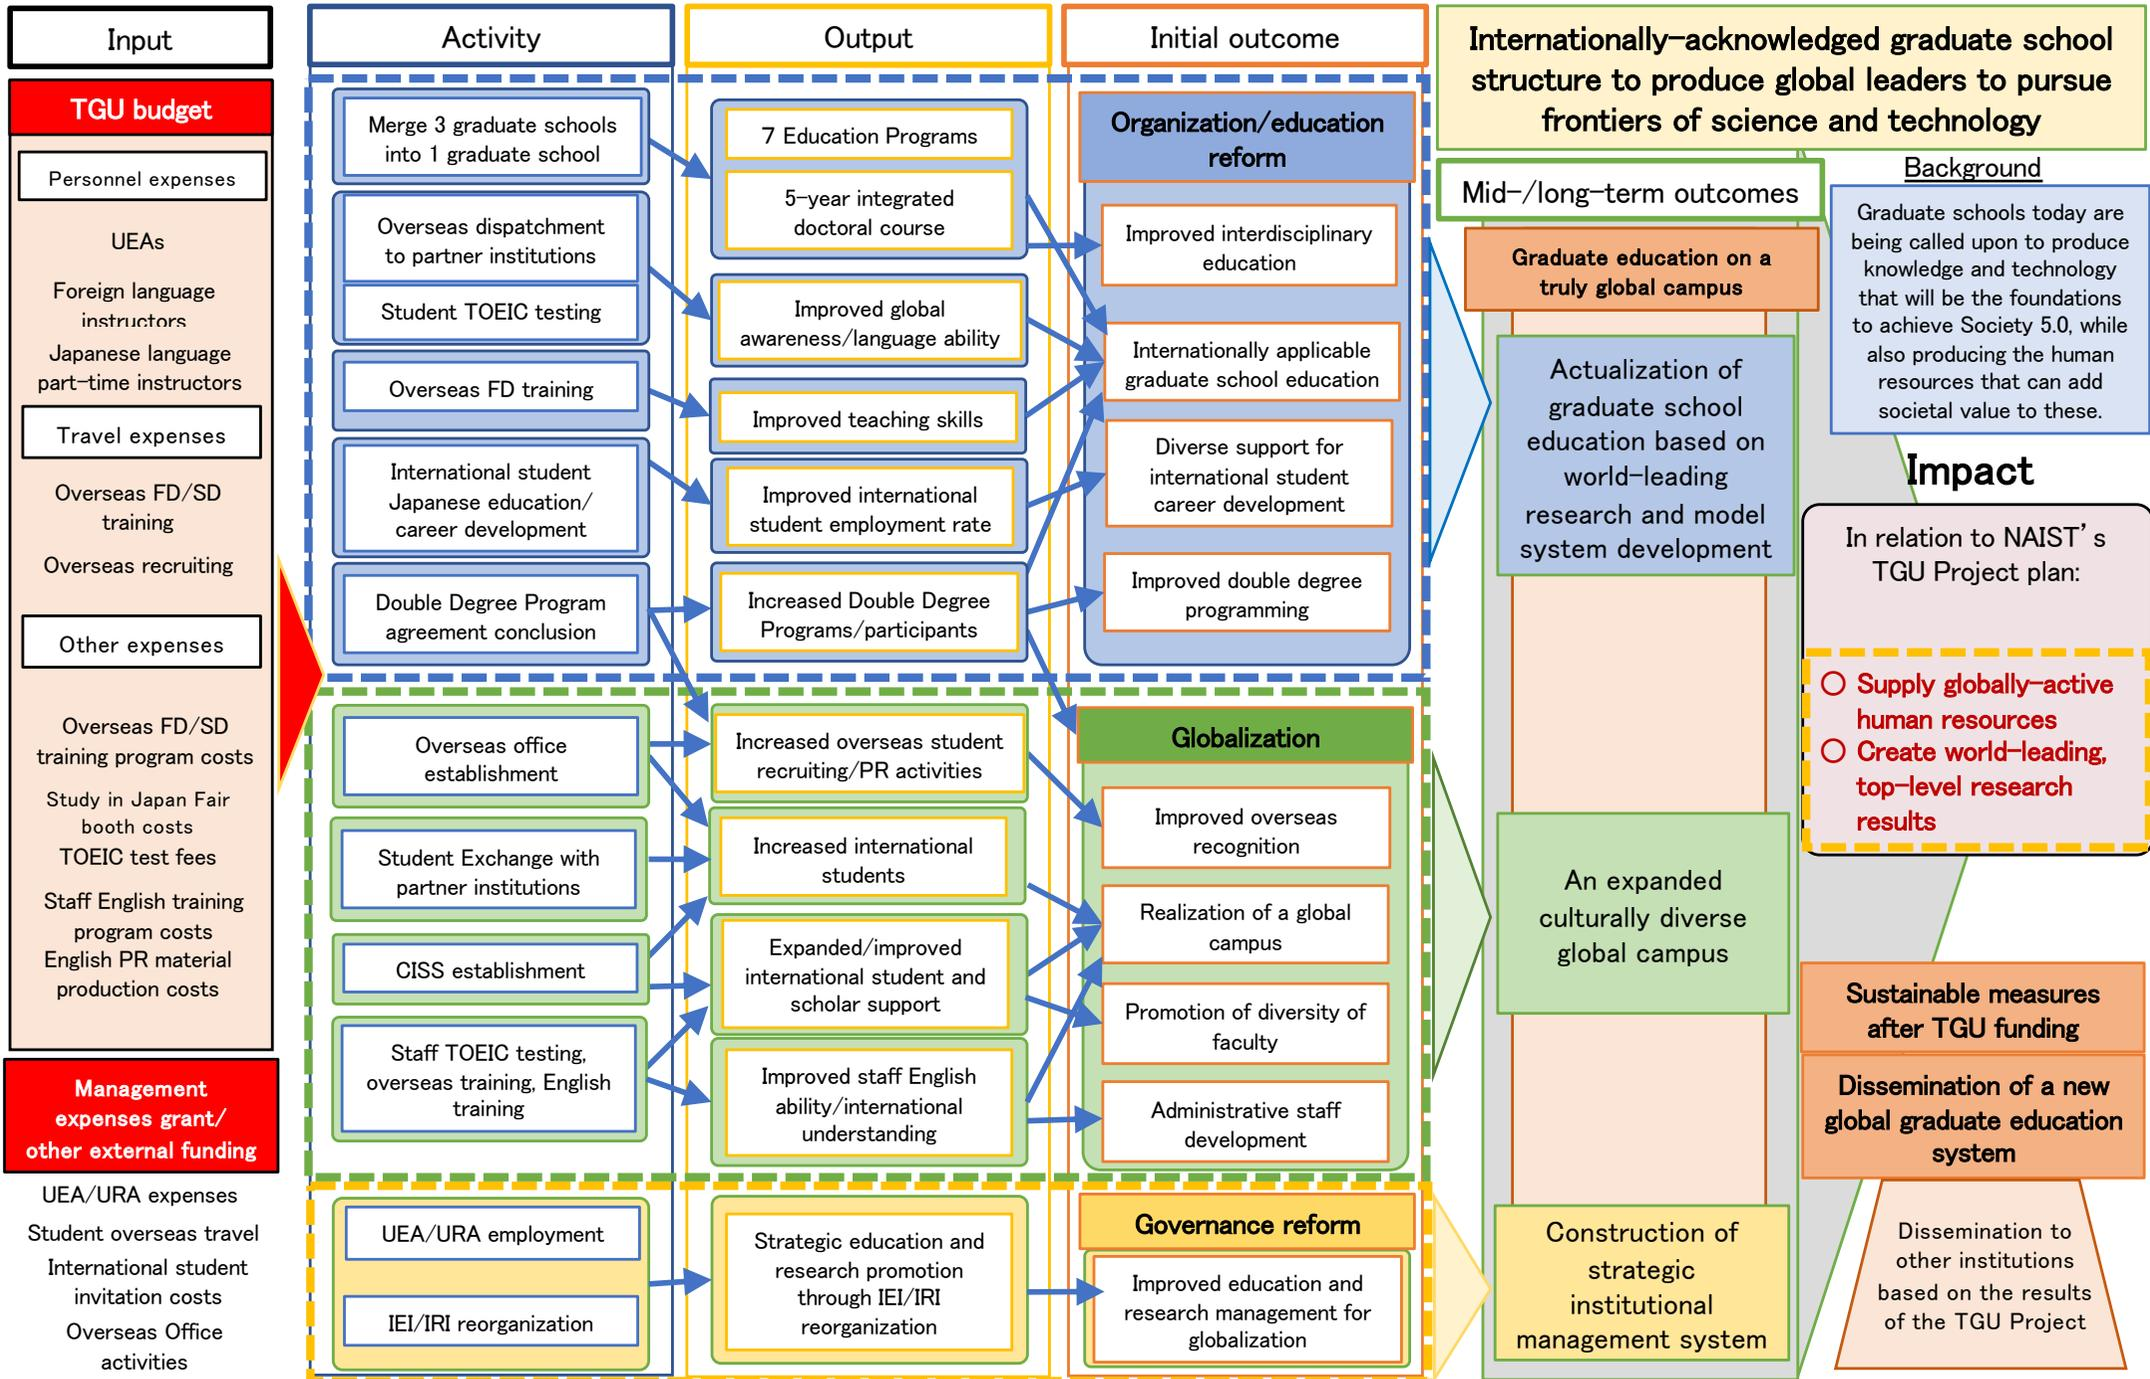 Input
TGU budget
Personnel expenses
UEAs
Foreign language
instructors
Japanese language
part-time instructors
Travel expenses
Overseas FD/SD
training
Overseas recruiting
Other expenses
Overseas FD/SD
training program costs
Study in Japan Fair
booth costs
TOEIC test fees
Staff English training
program costs
English PR material
production costs
Management
expenses grant/
other external funding
UEA/URA expenses
Student overseas travel
International student
invitation costs
Overseas Office
activities
Activity
Merge 3 graduate schools
into 1 graduate school
Overseas dispatchment
to partner institutions
Student TOEIC testing
Overseas FD training
International student
Japanese education/
career development
Double Degree Program
agreement conclusion
Overseas office
establishment
Student Exchange with
partner institutions
CISS establishment
Staff TOEIC testing,
overseas training, English
training
UEA/URA employment
IEI/IRI reorganization
Output
7 Education Programs
5-year integrated
doctoral course
Improved global
awareness/language ability
Improved teaching skills
Improved international
student employment rate
Increased Double Degree
Programs/participants
Increased overseas student
recruiting/PR activities
Increased international
students
Expanded/improved
international student and
scholar support
Improved staff English
ability/international
understanding
Strategic education and
research promotion
through IEI/IRI
reorganization
Initial outcome
Organization/education
reform
Improved interdisciplinary
education
Internationally applicable
graduate school education
Diverse support for
international student
career development
Improved double degree
programming
Globalization
Improved overseas
recognition
Realization of a global
campus
Promotion of diversity of
faculty
Administrative staff
development
Governance reform
Improved education and
research management for
globalization
Internationally-acknowledged graduate school
structure to produce global leaders to pursue
frontiers of science and technology
Mid-/long-term outcomes
Graduate education on a
truly global campus
Actualization of
graduate school
education based on
world-leading
research and model
system development
An expanded
culturally diverse
global campus
Construction of
strategic
institutional
management system
Background
Graduate schools today are
being called upon to produce
knowledge and technology
that will be the foundations
to achieve Society 5.0, while
also producing the human
resources that can add
societal value to these.
Impact
In relation to NAIST's
TGU Project plan:
○ Supply globally-active
human resources
○ Create world-leading,
top-level research
results
Sustainable measures
after TGU funding
Dissemination of a new
global graduate education
system
Dissemination to
other institutions
based on the results
of the TGU Project